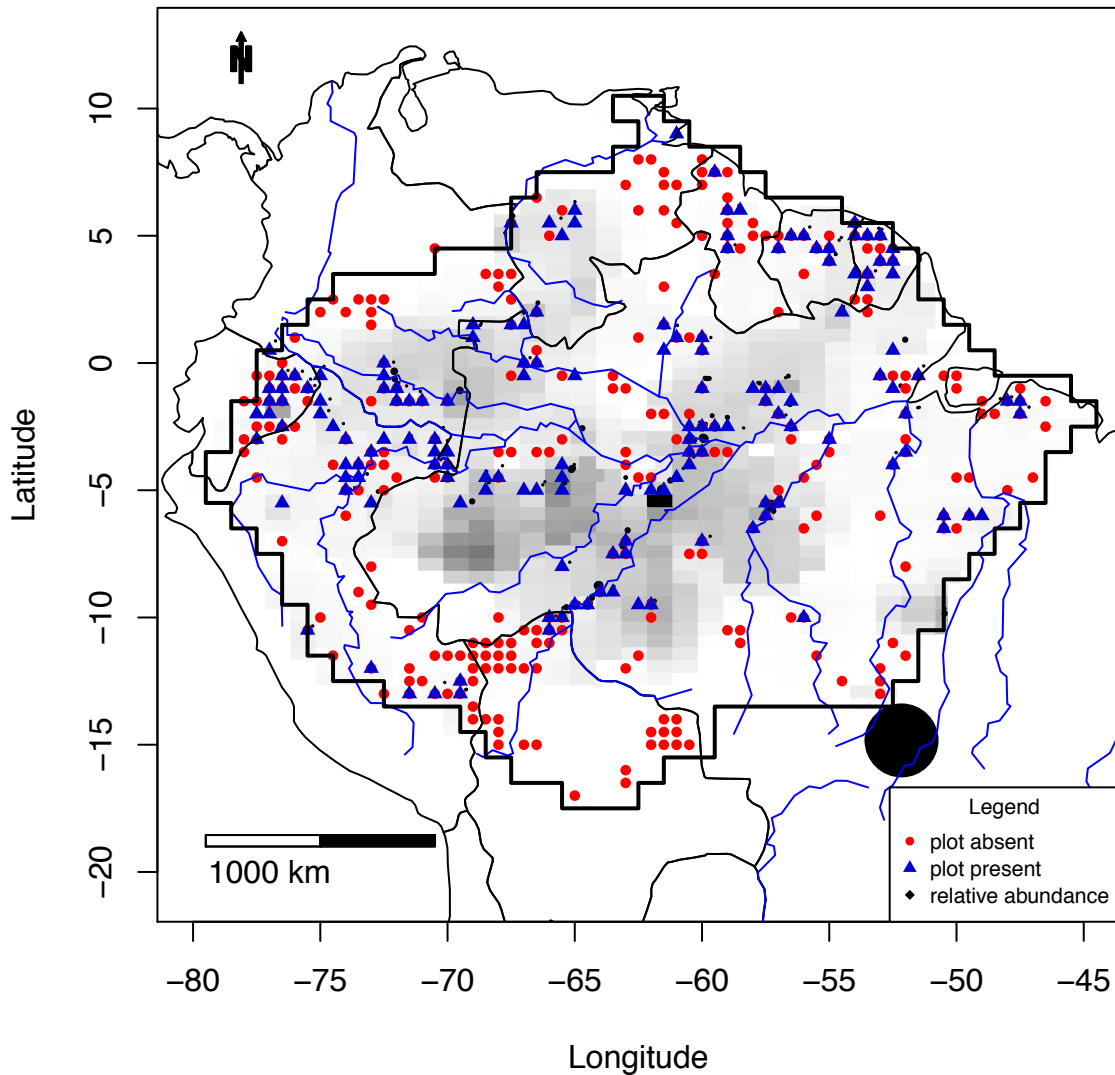 N
10
5
0
−5
−10
−15
−20
Latitude
1000 km
Legend
plot absent
plot present
relative abundance
−80
−75
−70
−65
−60
−55
−50
−45
Longitude